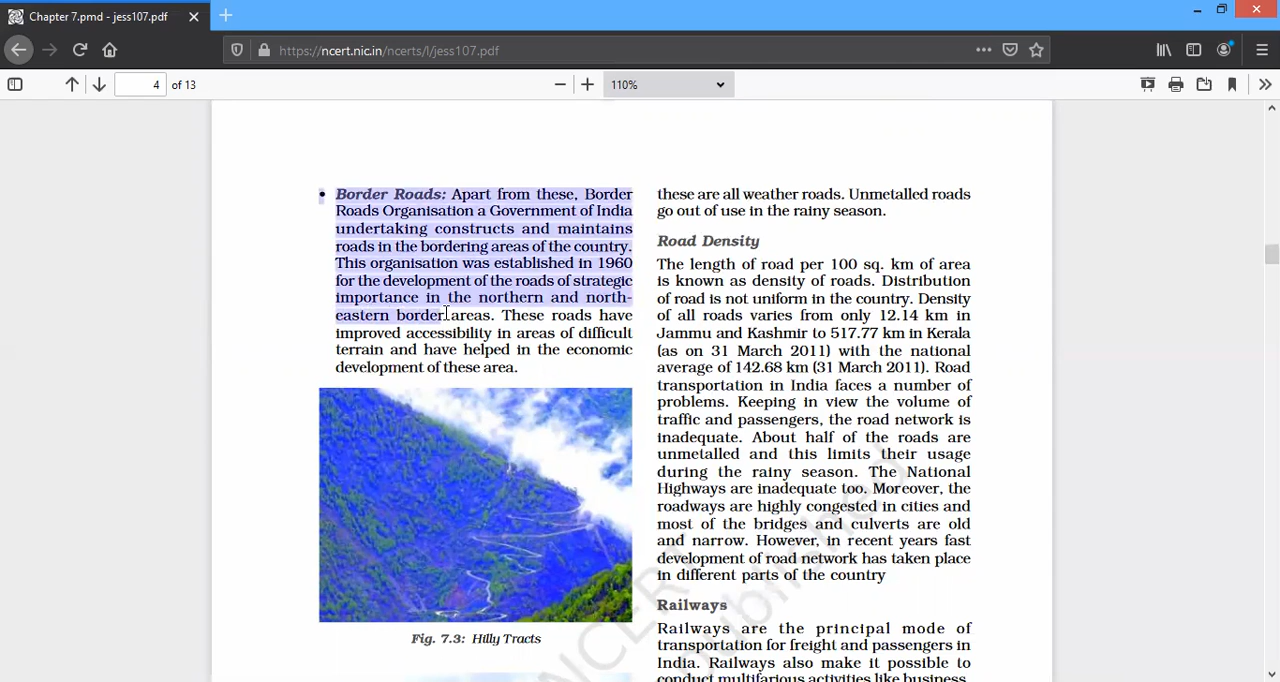 Chapter 7.pmd - jess107.pdf
https://ncert.nic.in/ncerts/l/jess107.pdf
4 of 13
110%
• Border Roads: Apart from these, Border
Roads Organisation a Government of India
undertaking constructs and maintains
roads in the bordering areas of the country.
This organisation was established in 1960
for the development of the roads of strategic
importance in the northern and north-
eastern border areas. These roads have
improved accessibility in areas of difficult
terrain and have helped in the economic
development of these area.
Fig. 7.3: Hilly Tracts
these are all weather roads. Unmetalled roads
go out of use in the rainy season.
Road Density
The length of road per 100 sq. km of area
is known as density of roads. Distribution
of road is not uniform in the country. Density
of all roads varies from only 12.14 km in
Jammu and Kashmir to 517.77 km in Kerala
(as on 31 March 2011) with the national
average of 142.68 km (31 March 2011). Road
transportation in India faces a number of
problems. Keeping in view the volume of
traffic and passengers, the road network is
inadequate. About half of the roads are
unmetalled and this limits their usage
during the rainy season. The National
Highways are inadequate too. Moreover, the
roadways are highly congested in cities and
most of the bridges and culverts are old
and narrow. However, in recent years fast
development of road network has taken place
in different parts of the country
Railways
Railways are the principal mode of
transportation for freight and passengers in
India. Railways also make it possible to
conduct multifarious activities like business,
NCERT
published